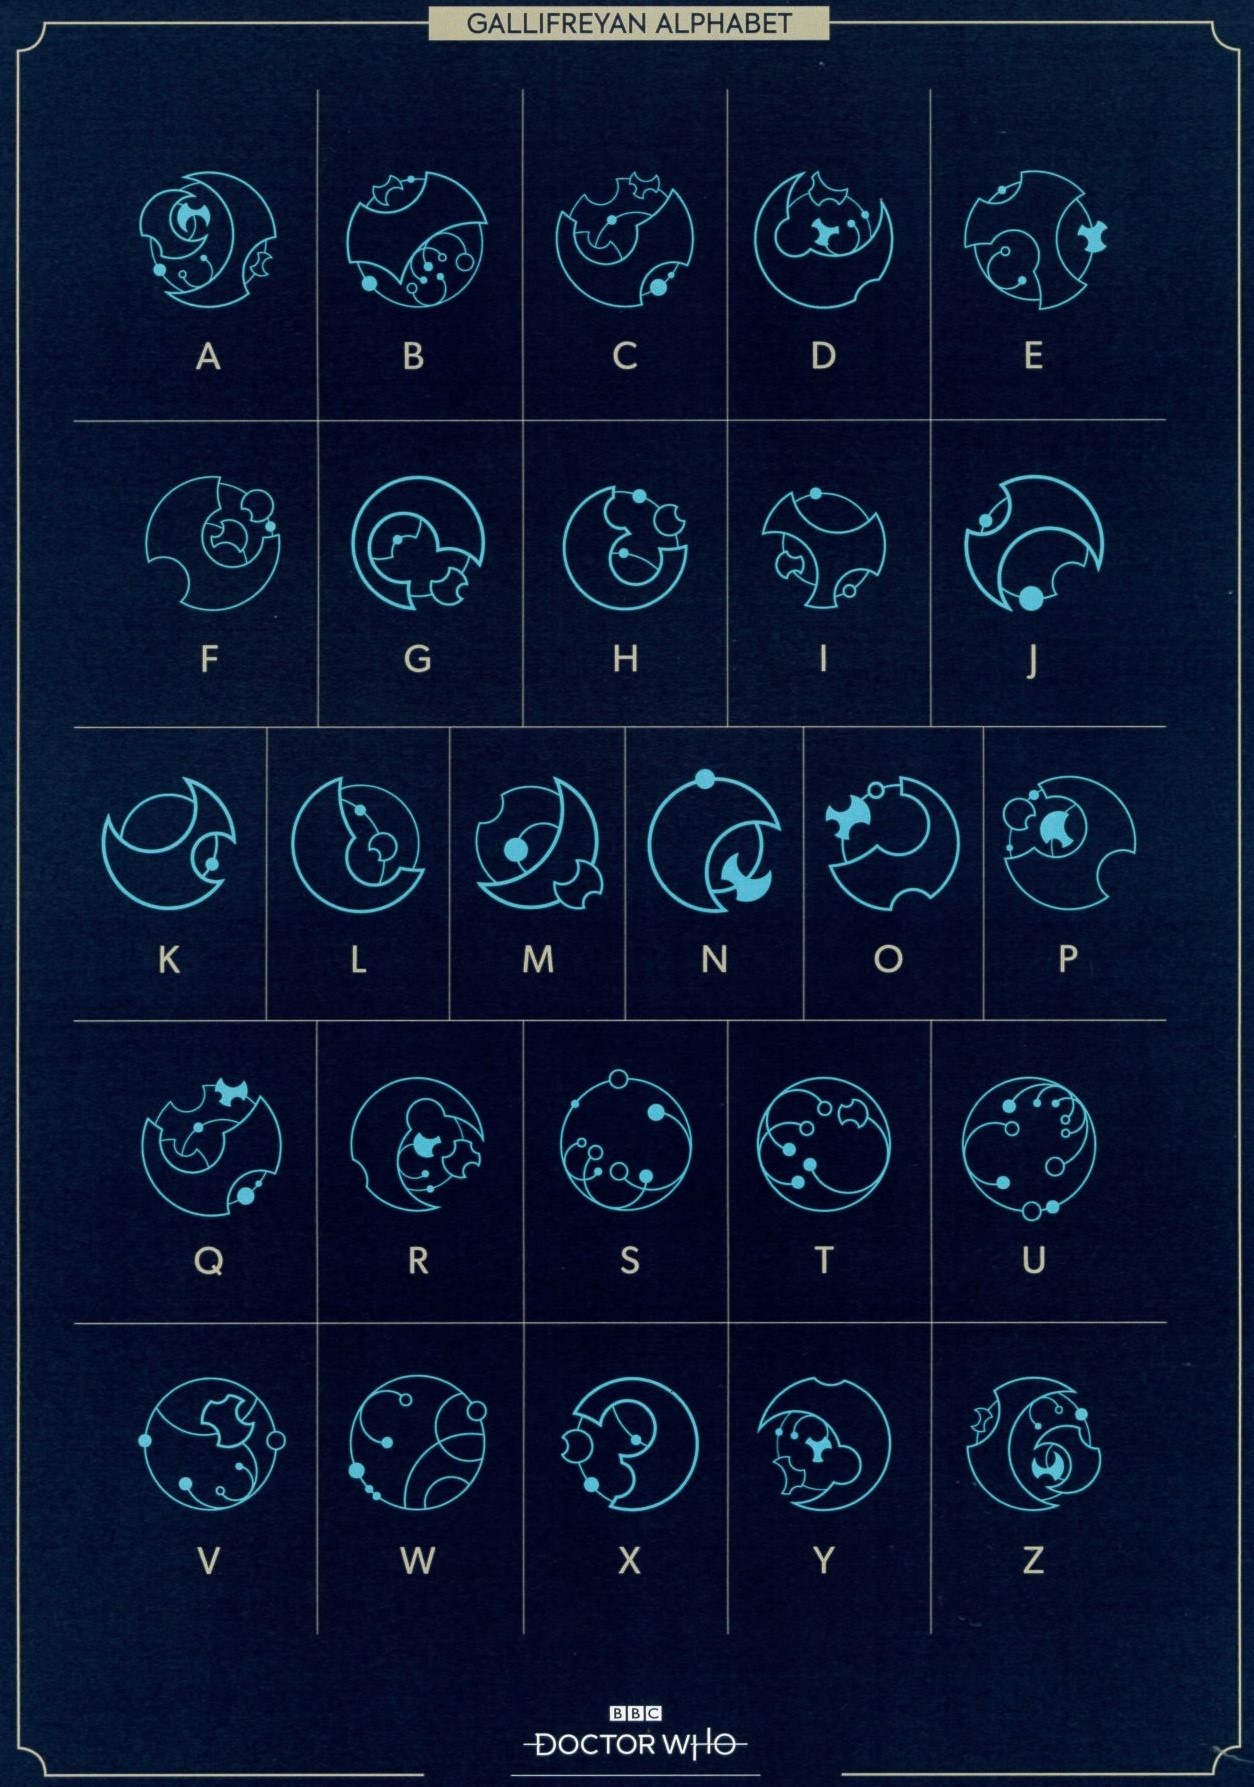 GALLIFREYAN ALPHABET
A B C D E
F G H I J
K L M N O P
Q R S T U
V W X Y Z
BBC
DOCTOR WHO